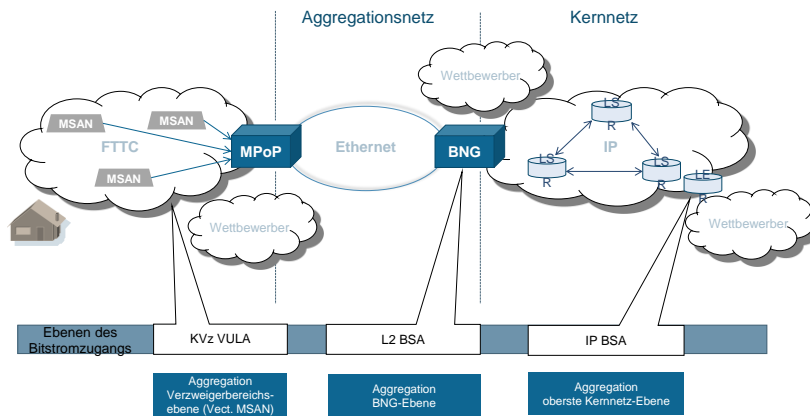 Aggregationsnetz
Kernnetz
Wettbewerber
MSAN
MSAN
FTTC
MSAN
MPoP
Ethernet
BNG
LS
R
IP
LS
R
LS
R
LE
R
Wettbewerber
Wettbewerber
Ebenen des
Bitstromzugangs
KVz VULA
L2 BSA
IP BSA
Aggregation
Verzweigerbereichs-
ebene (Vect. MSAN)
Aggregation
BNG-Ebene
Aggregation
oberste Kernnetz-Ebene